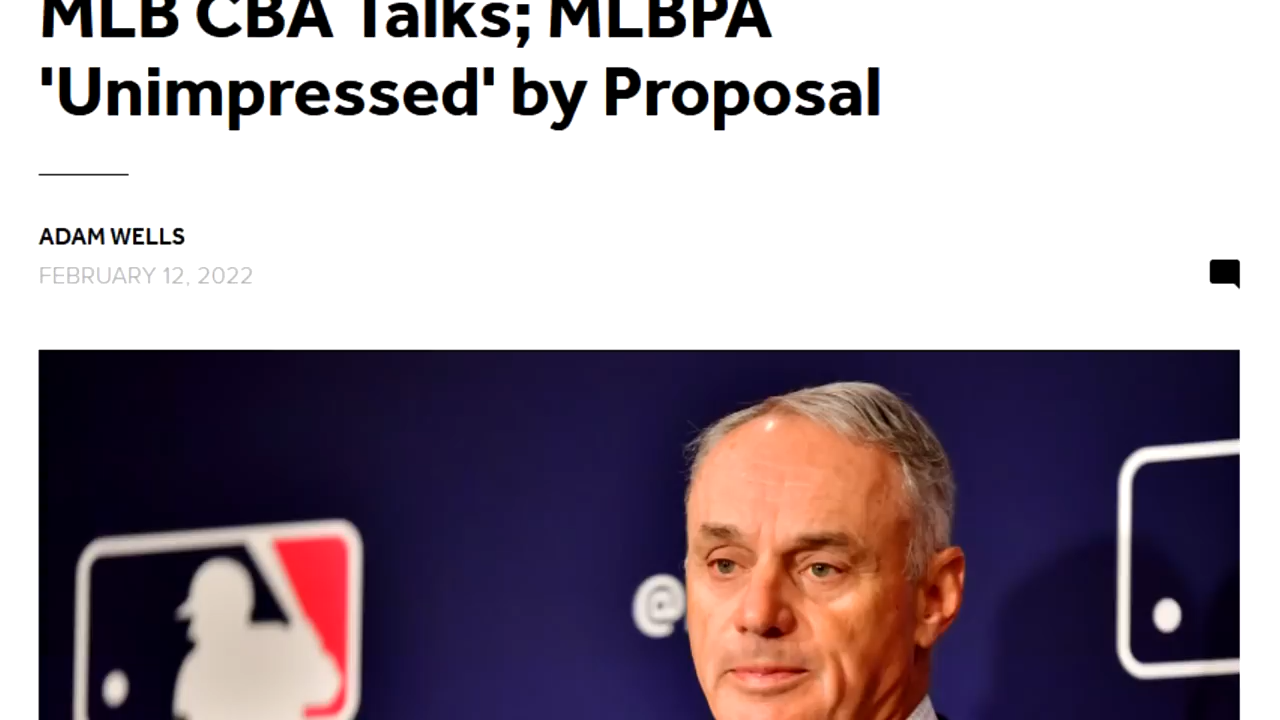 MLB CBA Talks; MLBPA
'Unimpressed' by Proposal
ADAM WELLS
FEBRUARY 12, 2022
@